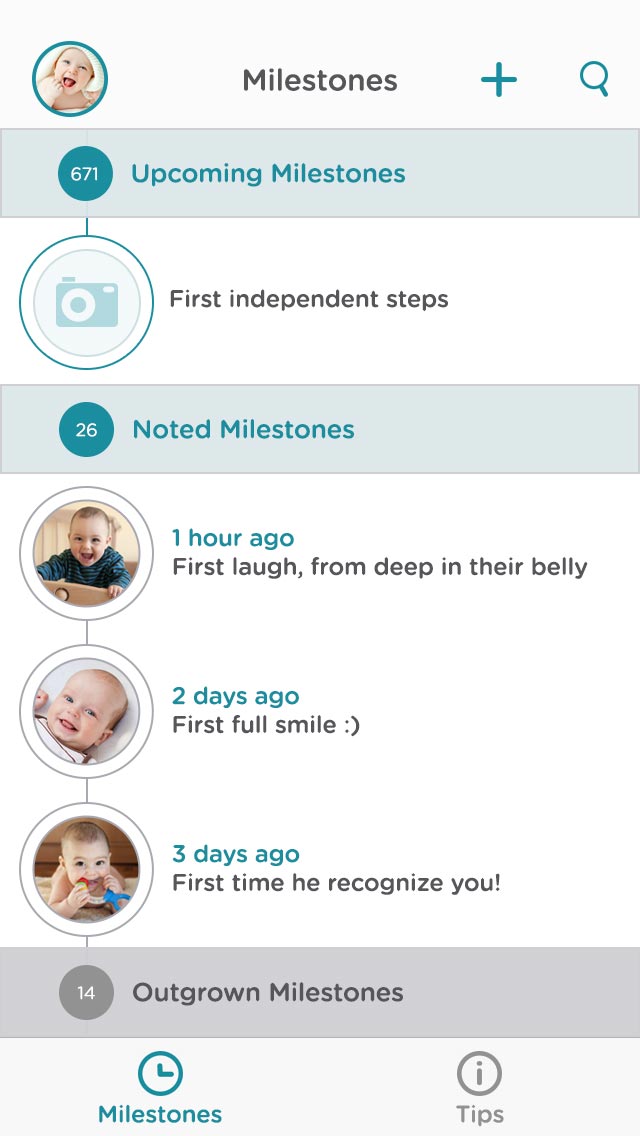 Milestones
671 Upcoming Milestones
First independent steps
26 Noted Milestones
1 hour ago
First laugh, from deep in their belly
2 days ago
First full smile :)
3 days ago
First time he recognize you!
14 Outgrown Milestones
Milestones Tips